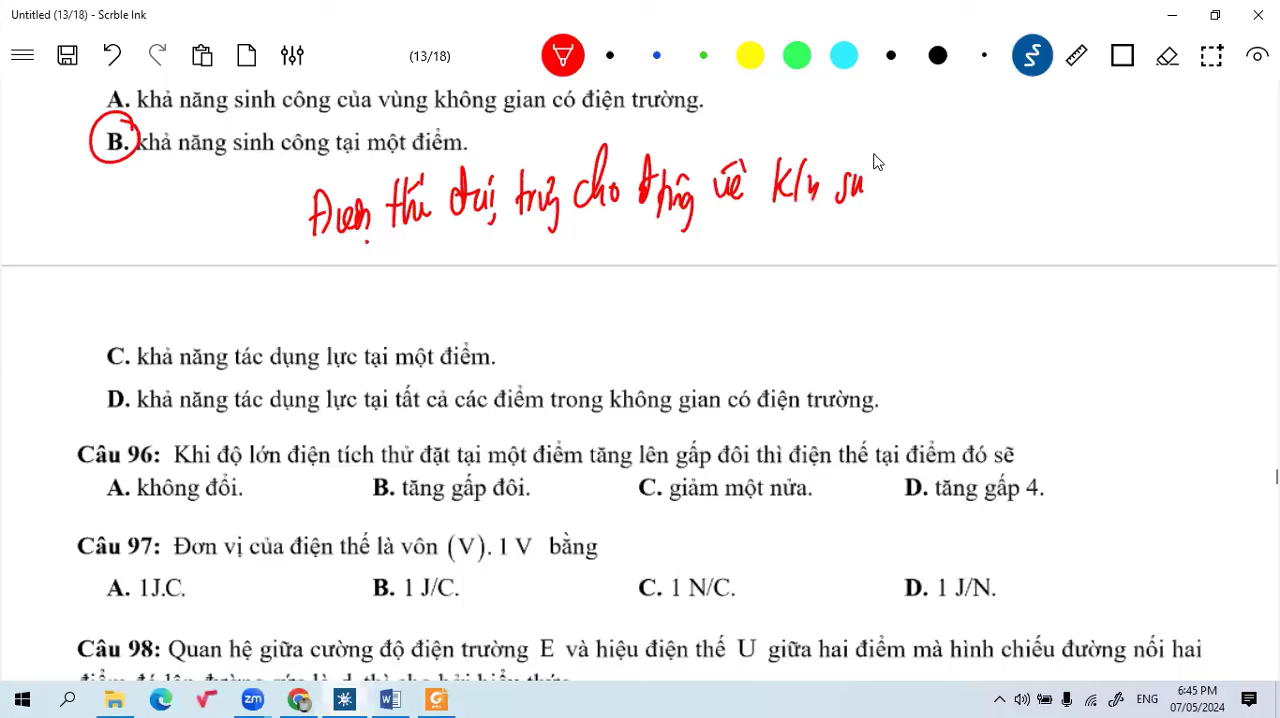 Untitled (13/18) - Scrble Ink
(13/18)
A. khả năng sinh công của vùng không gian có điện trường.
B. khả năng sinh công tại một điểm.
Điện thế đặc trưng cho đ trường về K/n
C. khả năng tác dụng lực tại một điểm.
D. khả năng tác dụng lực tại tất cả các điểm trong không gian có điện trường.
Câu 96: Khi độ lớn điện tích thử đặt tại một điểm tăng lên gấp đôi thì điện thế tại điểm đó sẽ
A. không đổi. B. tăng gấp đôi. C. giảm một nửa. D. tăng gấp 4.
Câu 97: Đơn vị của điện thế là vôn (V). 1 V bằng
A. 1J.C. B. 1 J/C. C. 1 N/C. D. 1 J/N.
Câu 98: Quan hệ giữa cường độ điện trường E và hiệu điện thế U giữa hai điểm mà hình chiếu đường nối hai
zm
ENG
6:45 PM
07/05/2024